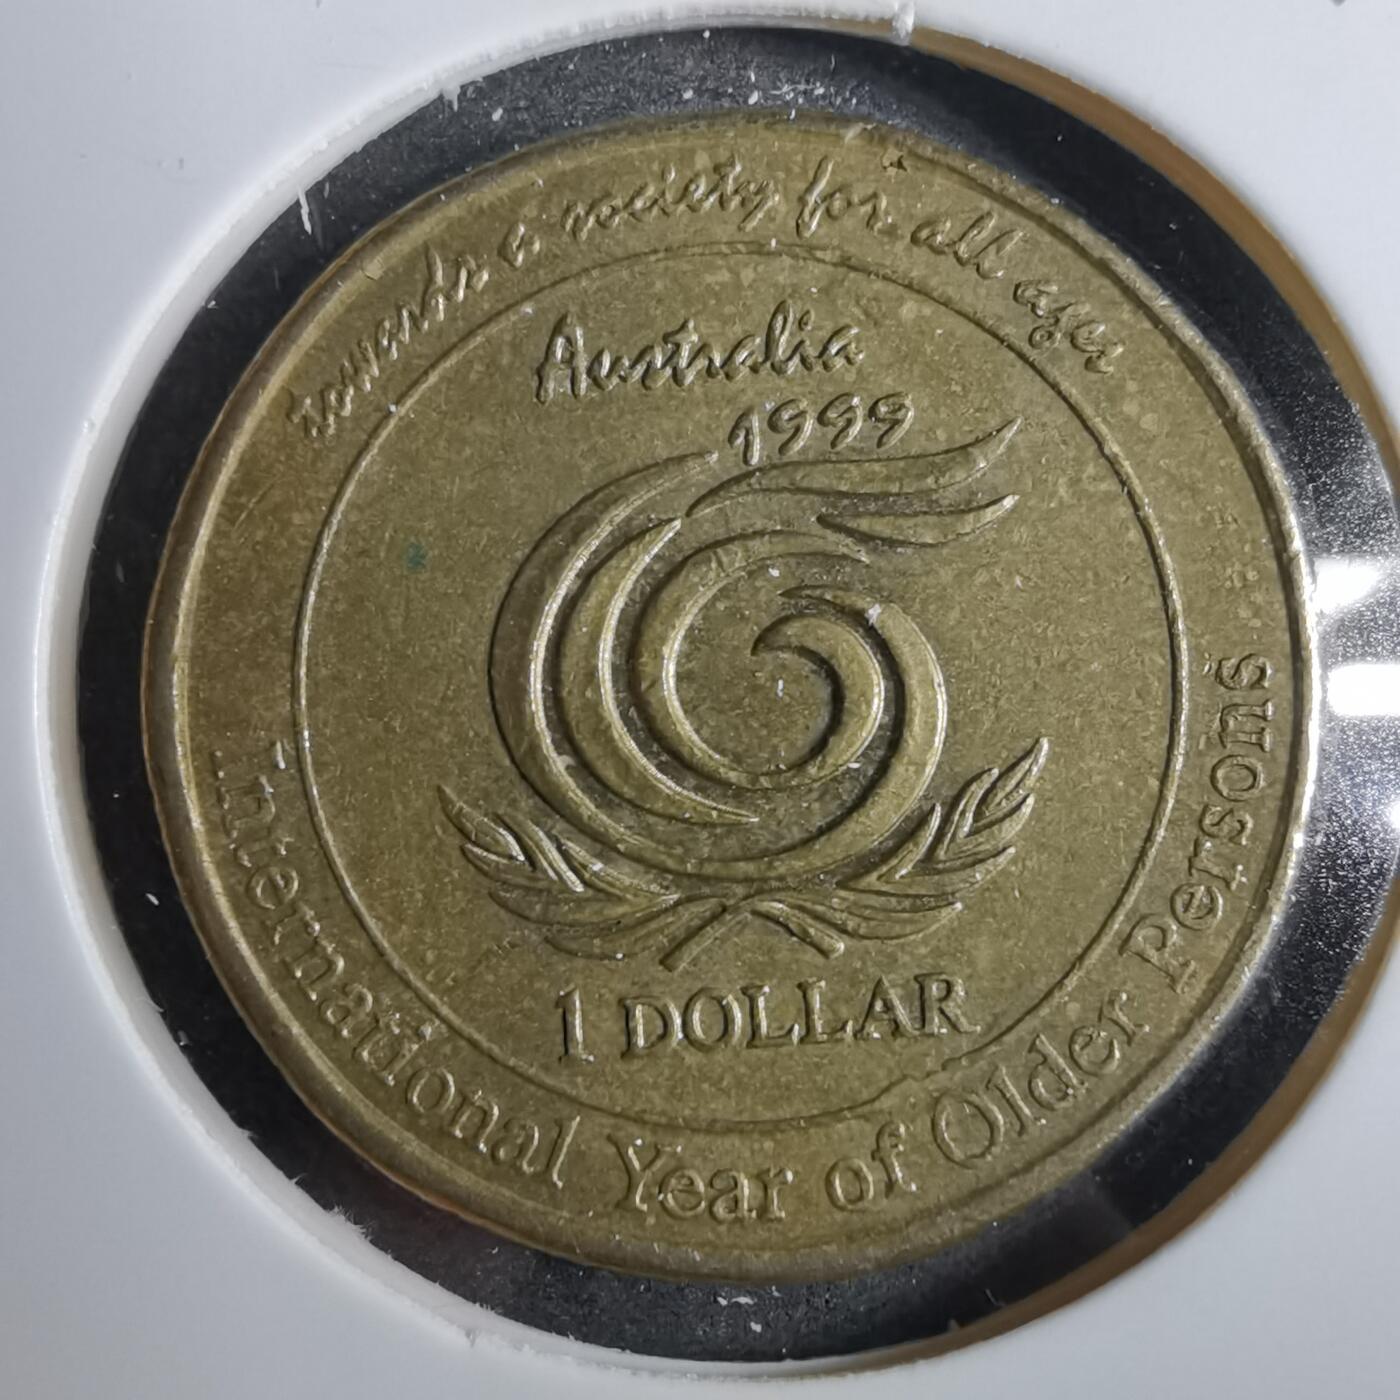 towards a society for all ages
Australia
1999
1 DOLLAR
International Year of Older Persons